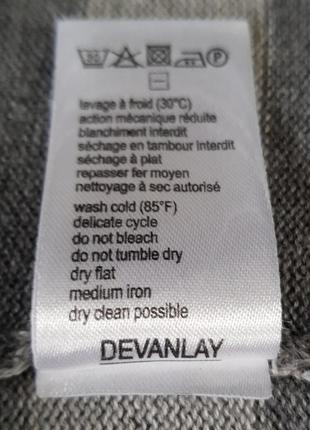 lavage à froid (30°C)
action mécanique réduite
blanchiment interdit
séchage en tambour interdit
séchage à plat
repasser fer moyen
nettoyage à sec autorisé
wash cold (85°F)
delicate cycle
do not bleach
do not tumble dry
dry flat
medium iron
dry clean possible
DEVANLAY